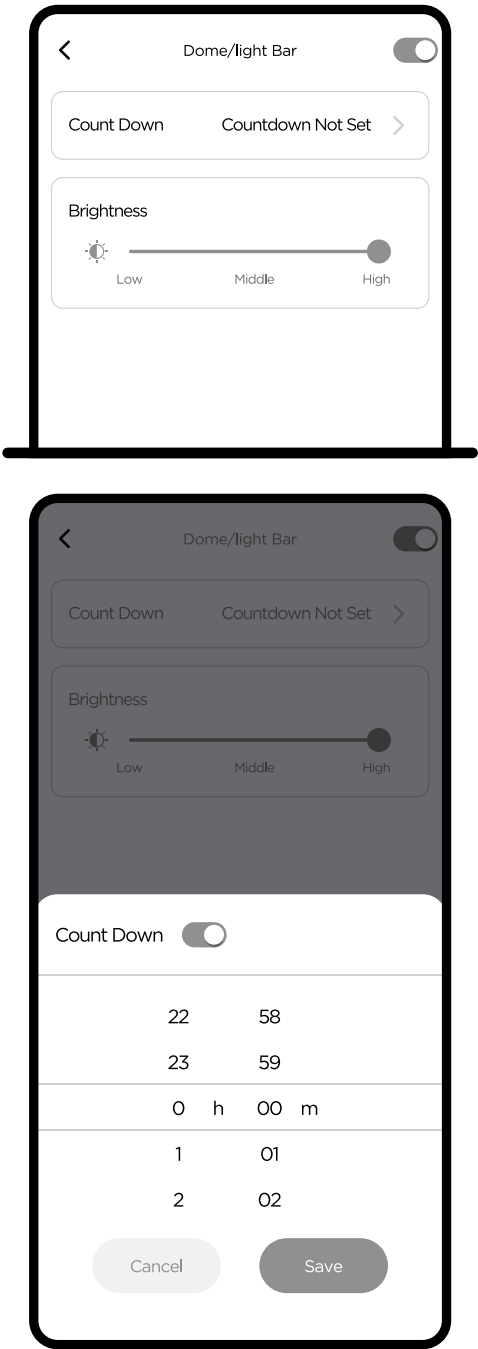 Dome/light Bar
Count Down Countdown Not Set
Brightness
Low Middle High
Dome/light Bar
Count Down Countdown Not Set
Brightness
Low Middle High
Count Down
22 58
23 59
0 h 00 m
1 01
2 02
Cancel Save